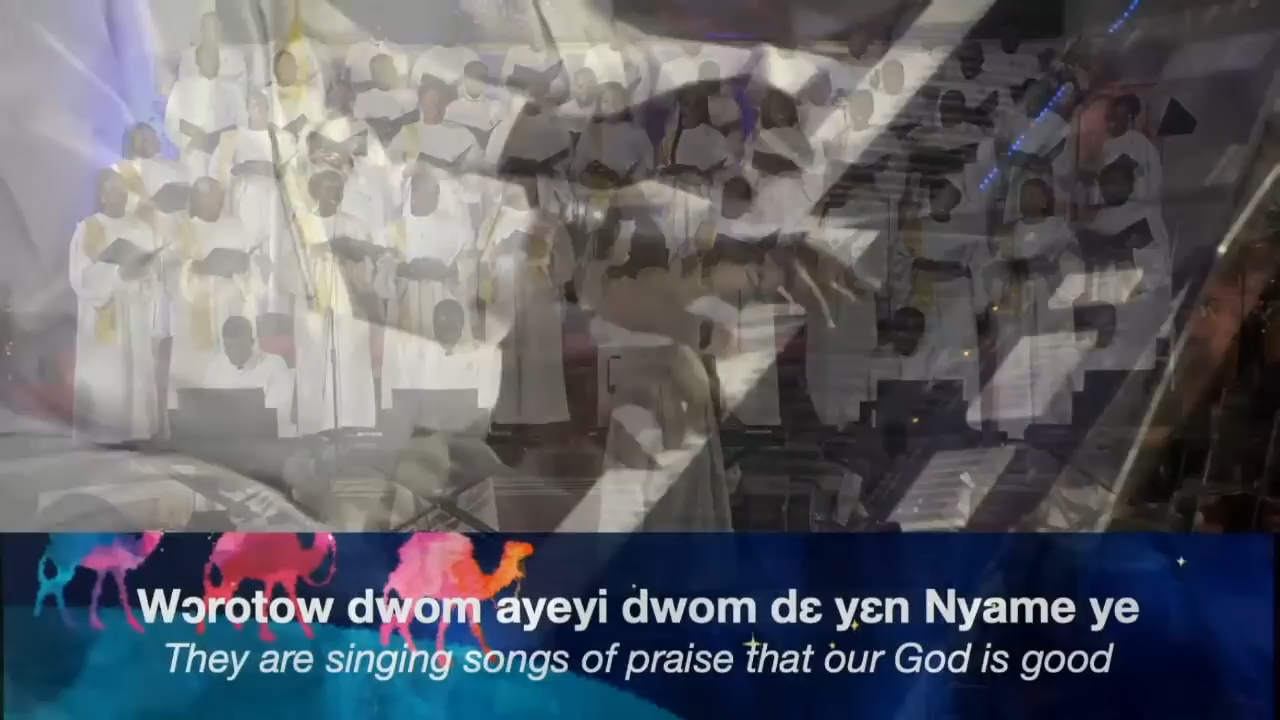 Wɔrotow dwom ayeyi dwom dɛ yɛn Nyame ye
They are singing songs of praise that our God is good